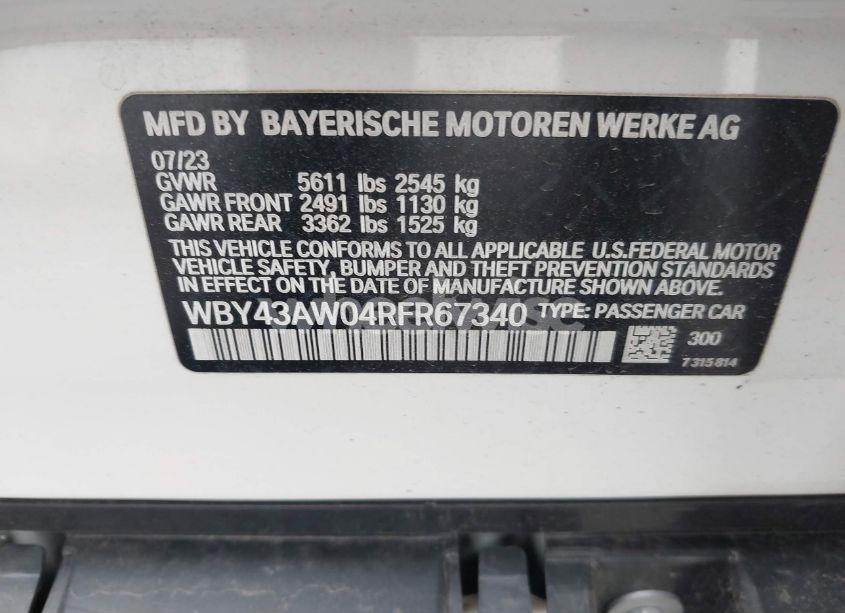 MFD BY BAYERISCHE MOTOREN WERKE AG
07/23
GVWR 5611 lbs 2545 kg
GAWR FRONT 2491 lbs 1130 kg
GAWR REAR 3362 lbs 1525 kg
THIS VEHICLE CONFORMS TO ALL APPLICABLE U.S.FEDERAL MOTOR
VEHICLE SAFETY, BUMPER AND THEFT PREVENTION STANDARDS
IN EFFECT ON THE DATE OF MANUFACTURE SHOWN ABOVE.
WBY43AW04RFR67340 TYPE: PASSENGER CAR
300
7 315 814